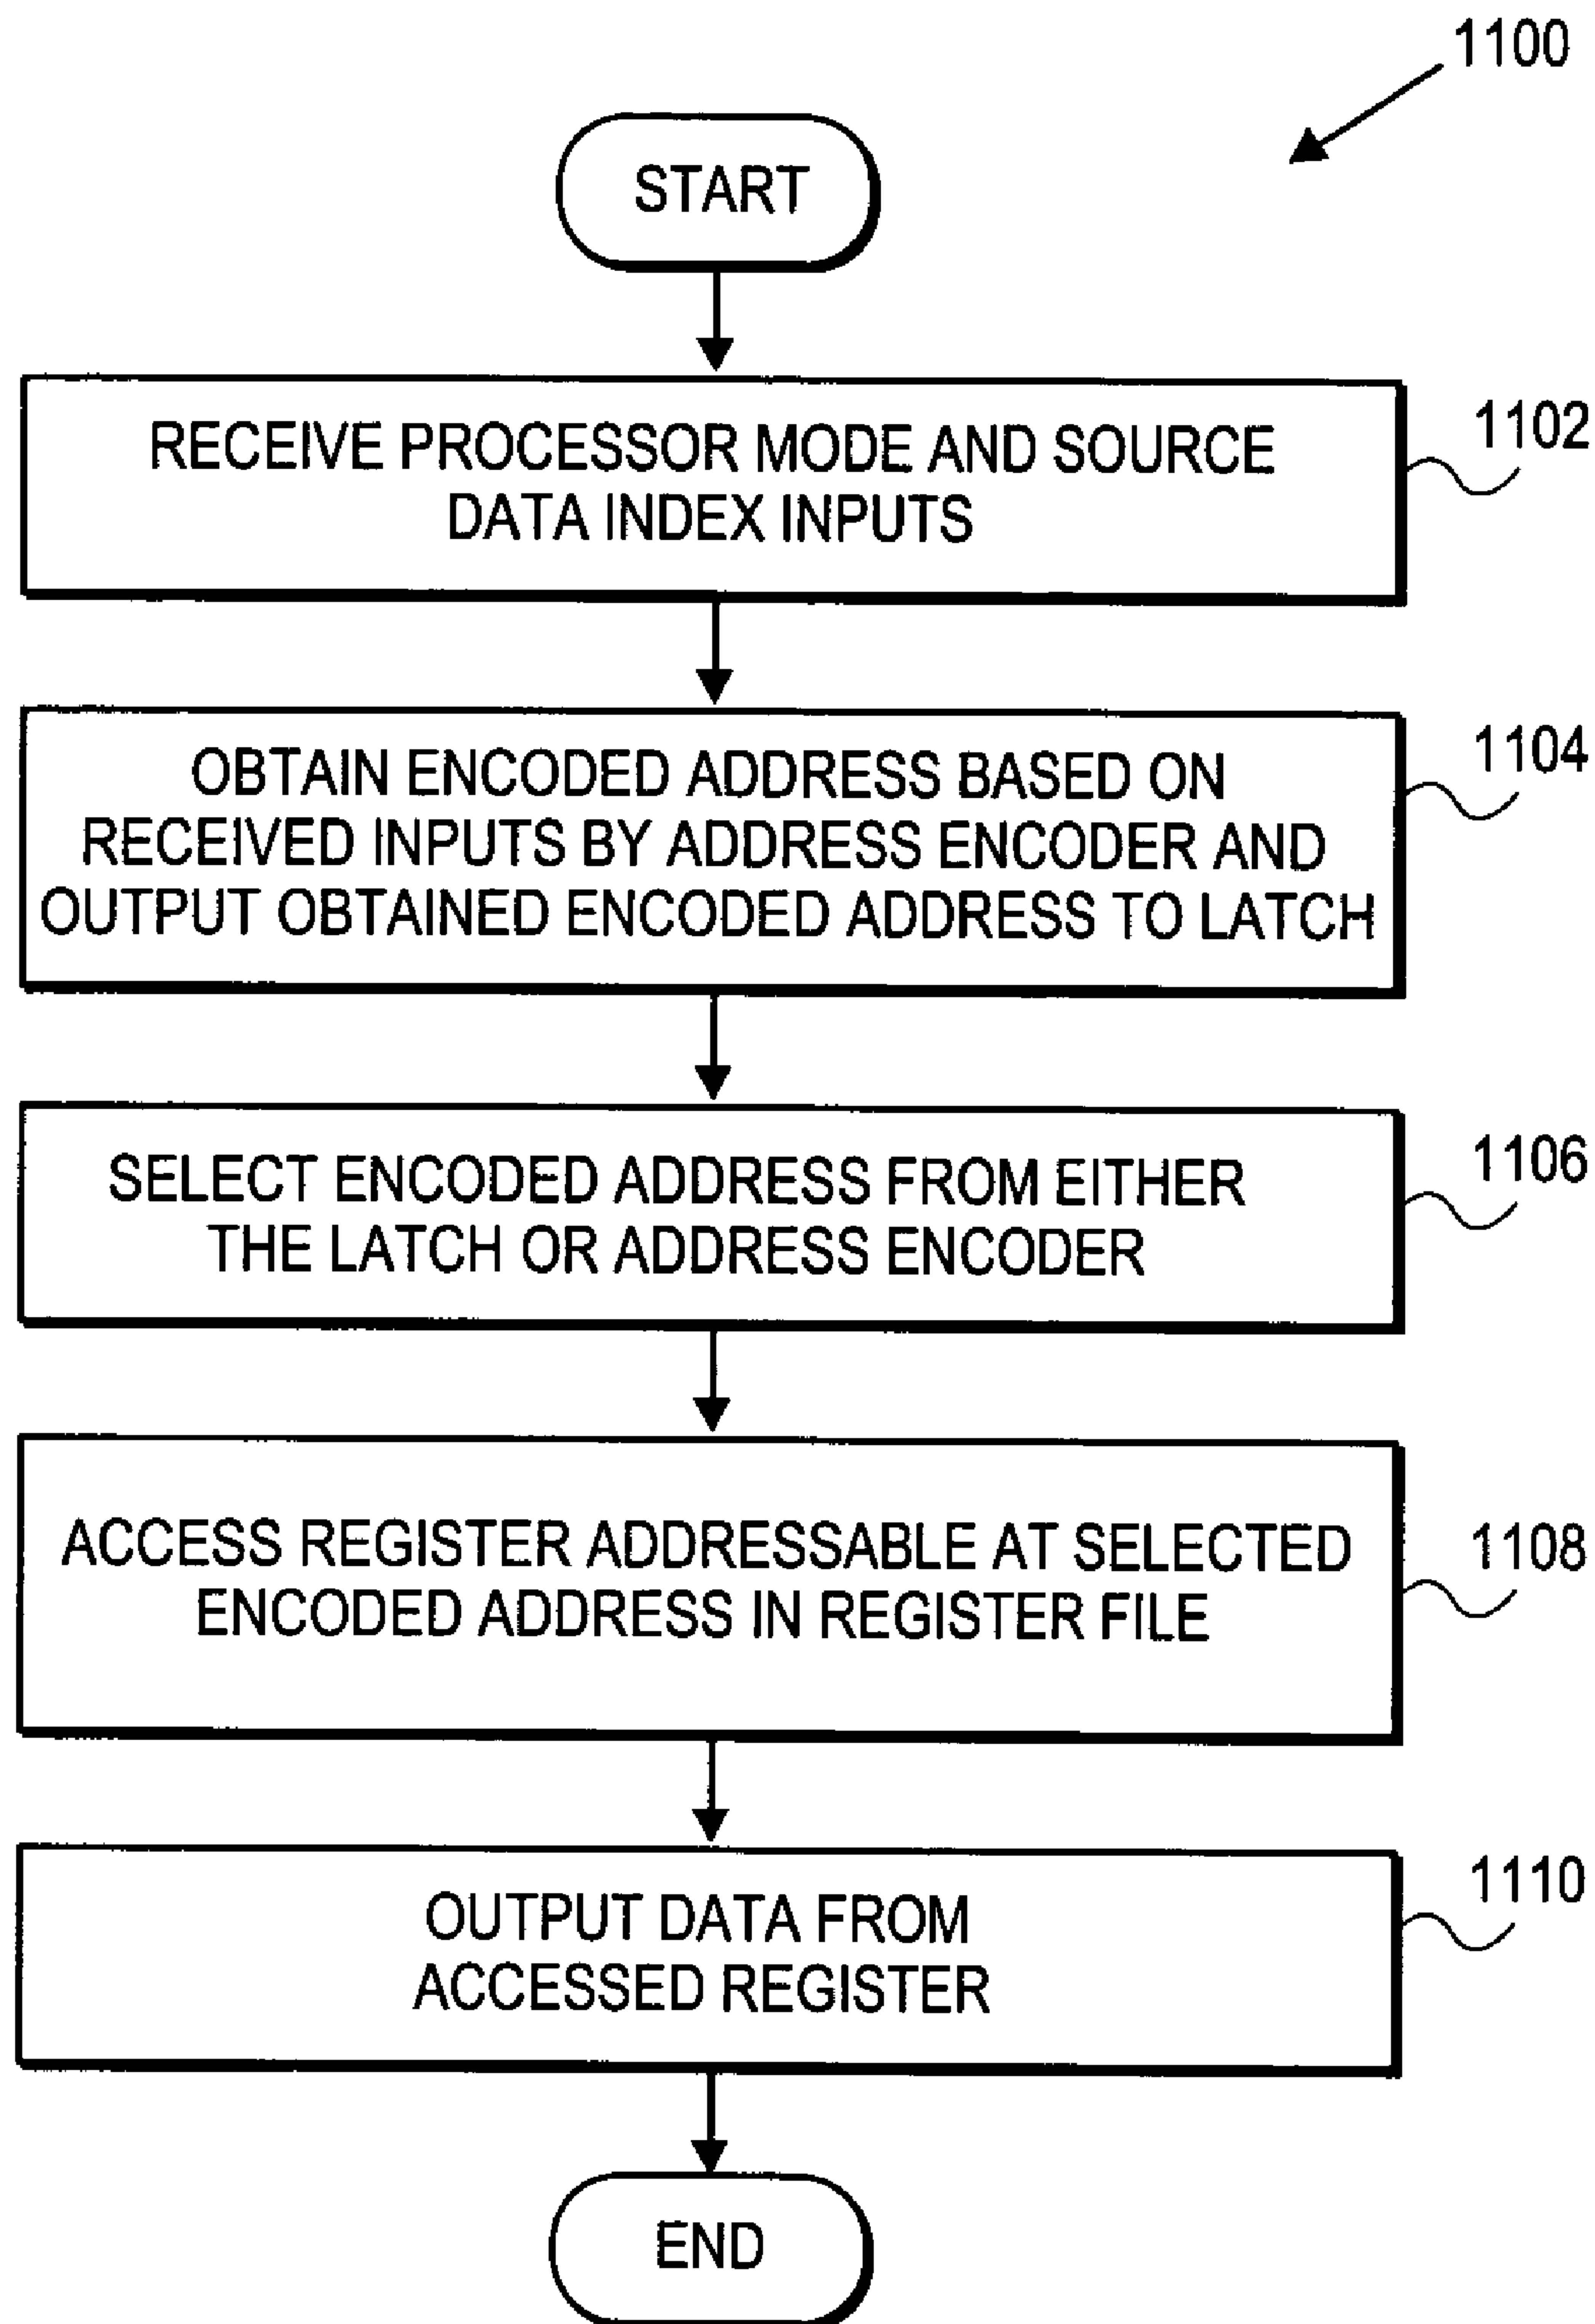 1100
START
RECEIVE PROCESSOR MODE AND SOURCE
DATA INDEX INPUTS
1102
OBTAIN ENCODED ADDRESS BASED ON
RECEIVED INPUTS BY ADDRESS ENCODER AND
OUTPUT OBTAINED ENCODED ADDRESS TO LATCH
1104
SELECT ENCODED ADDRESS FROM EITHER
THE LATCH OR ADDRESS ENCODER
1106
ACCESS REGISTER ADDRESSABLE AT SELECTED
ENCODED ADDRESS IN REGISTER FILE
1108
OUTPUT DATA FROM
ACCESSED REGISTER
1110
END